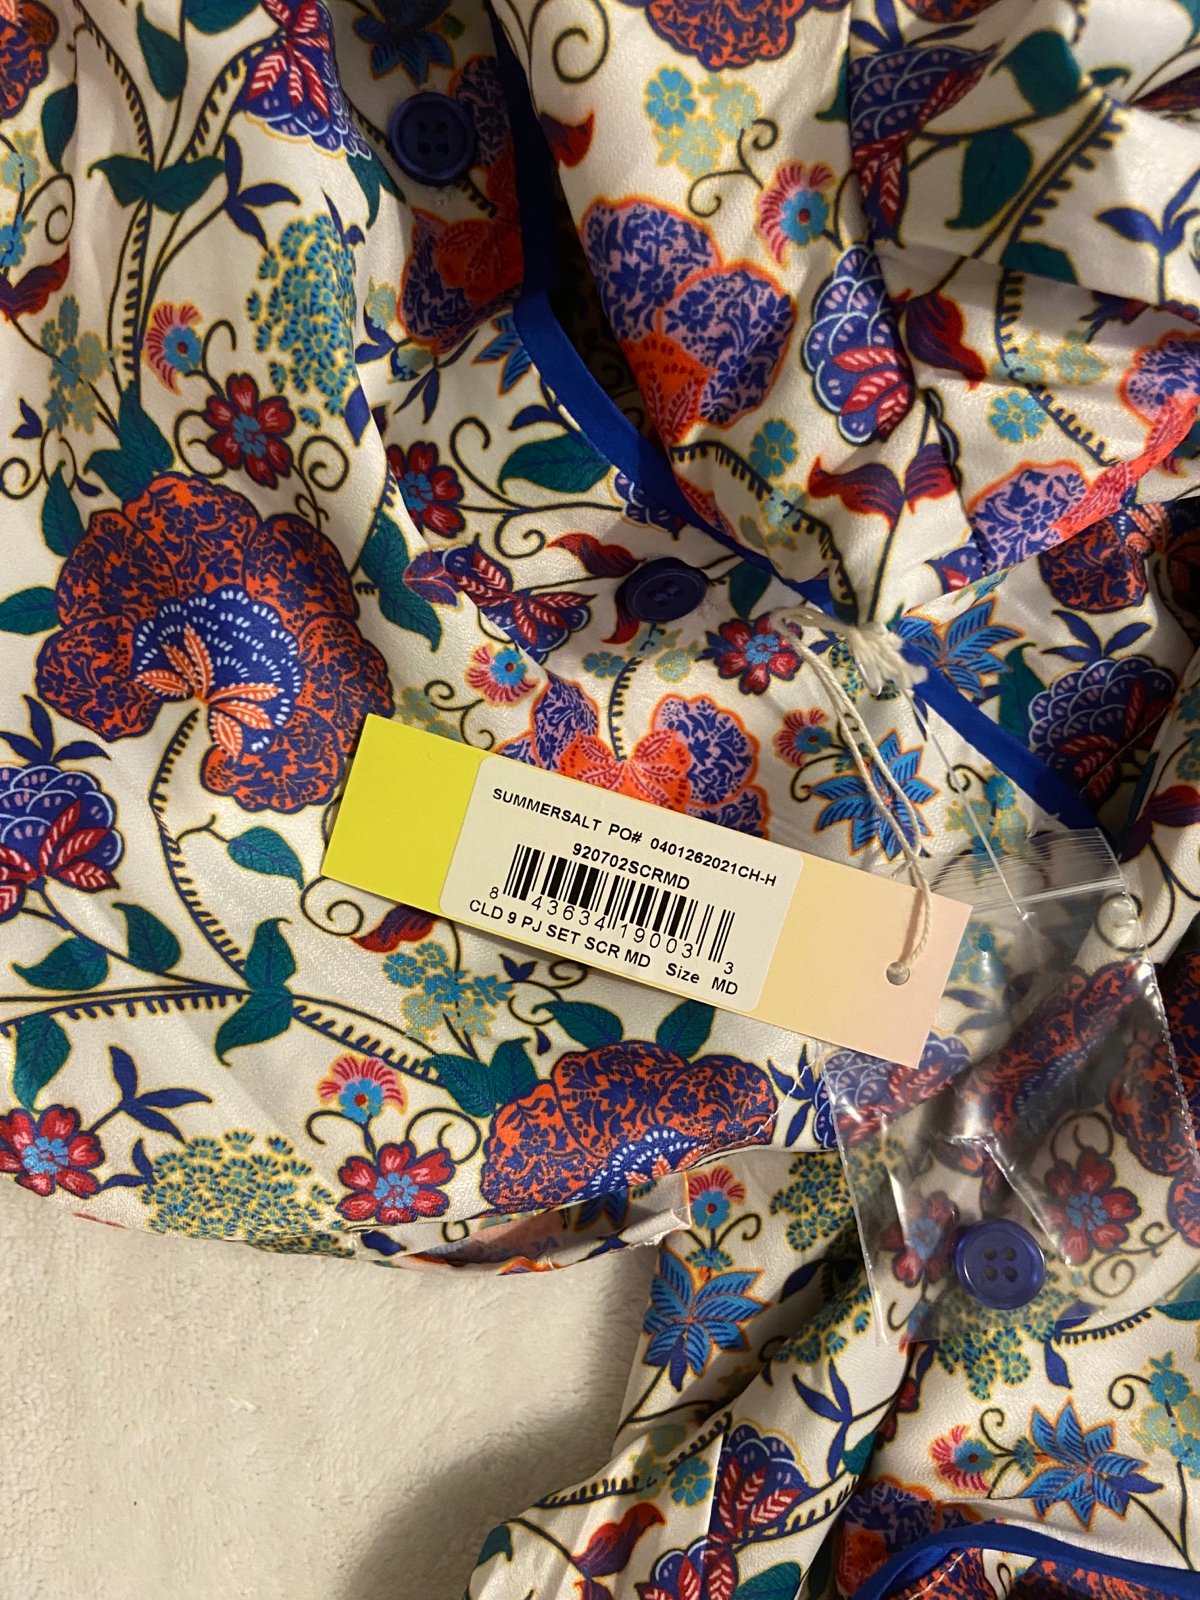 SUMMERSALT PO# 0401262021CH-H
920702SCRMD
8 43634 19003 3
CLD 9 PJ SET SCR MD Size MD